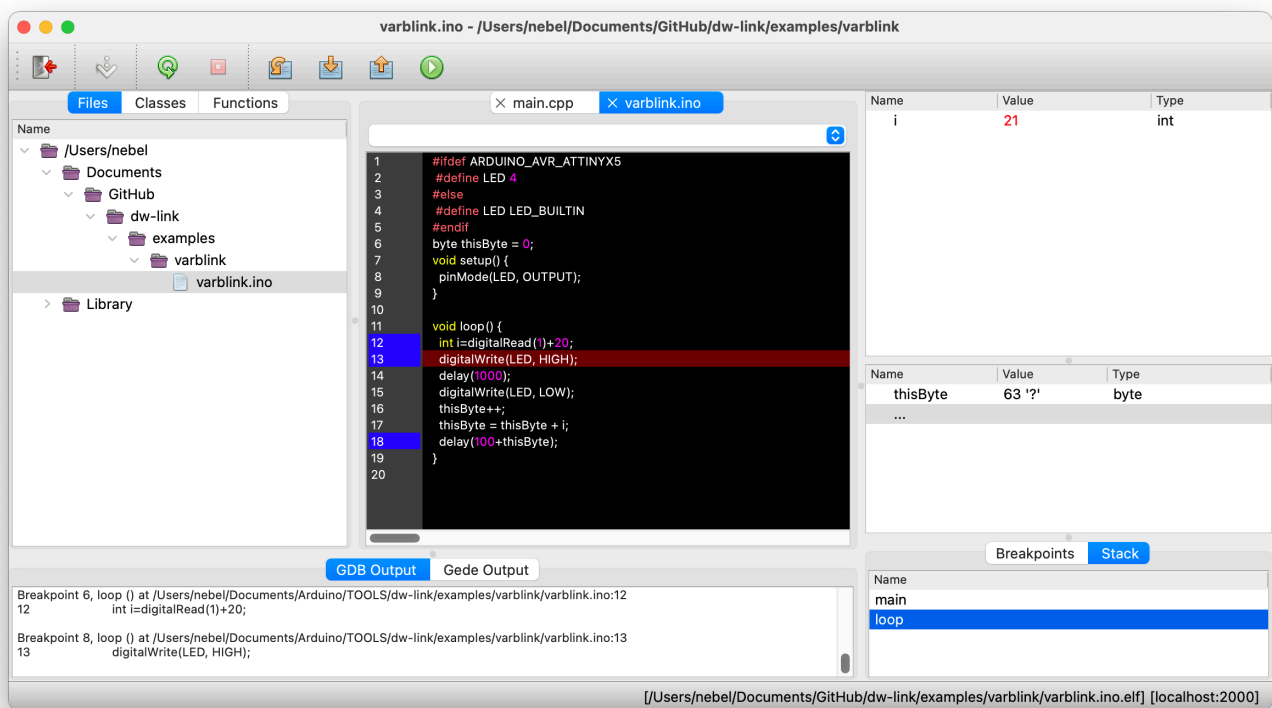 varblink.ino - /Users/nebel/Documents/GitHub/dw-link/examples/varblink
Files Classes Functions
Name
/Users/nebel
Documents
GitHub
dw-link
examples
varblink
varblink.ino
Library
main.cpp varblink.ino
1 #ifdef ARDUINO_AVR_ATTINYX5
2 #define LED 4
3 #else
4 #define LED LED_BUILTIN
5 #endif
6 byte thisByte = 0;
7 void setup() {
8 pinMode(LED, OUTPUT);
9 }
10
11 void loop() {
12 int i=digitalRead(1)+20;
13 digitalWrite(LED, HIGH);
14 delay(1000);
15 digitalWrite(LED, LOW);
16 thisByte++;
17 thisByte = thisByte + i;
18 delay(100+thisByte);
19 }
20
Name Value Type
i 21 int
Name Value Type
thisByte 63 '?' byte
...
Breakpoints Stack
Name
main
loop
GDB Output Gede Output
Breakpoint 6, loop () at /Users/nebel/Documents/Arduino/TOOLS/dw-link/examples/varblink/varblink.ino:12
12 int i=digitalRead(1)+20;
Breakpoint 8, loop () at /Users/nebel/Documents/Arduino/TOOLS/dw-link/examples/varblink/varblink.ino:13
13 digitalWrite(LED, HIGH);
[/Users/nebel/Documents/GitHub/dw-link/examples/varblink/varblink.ino.elf] [localhost:2000]